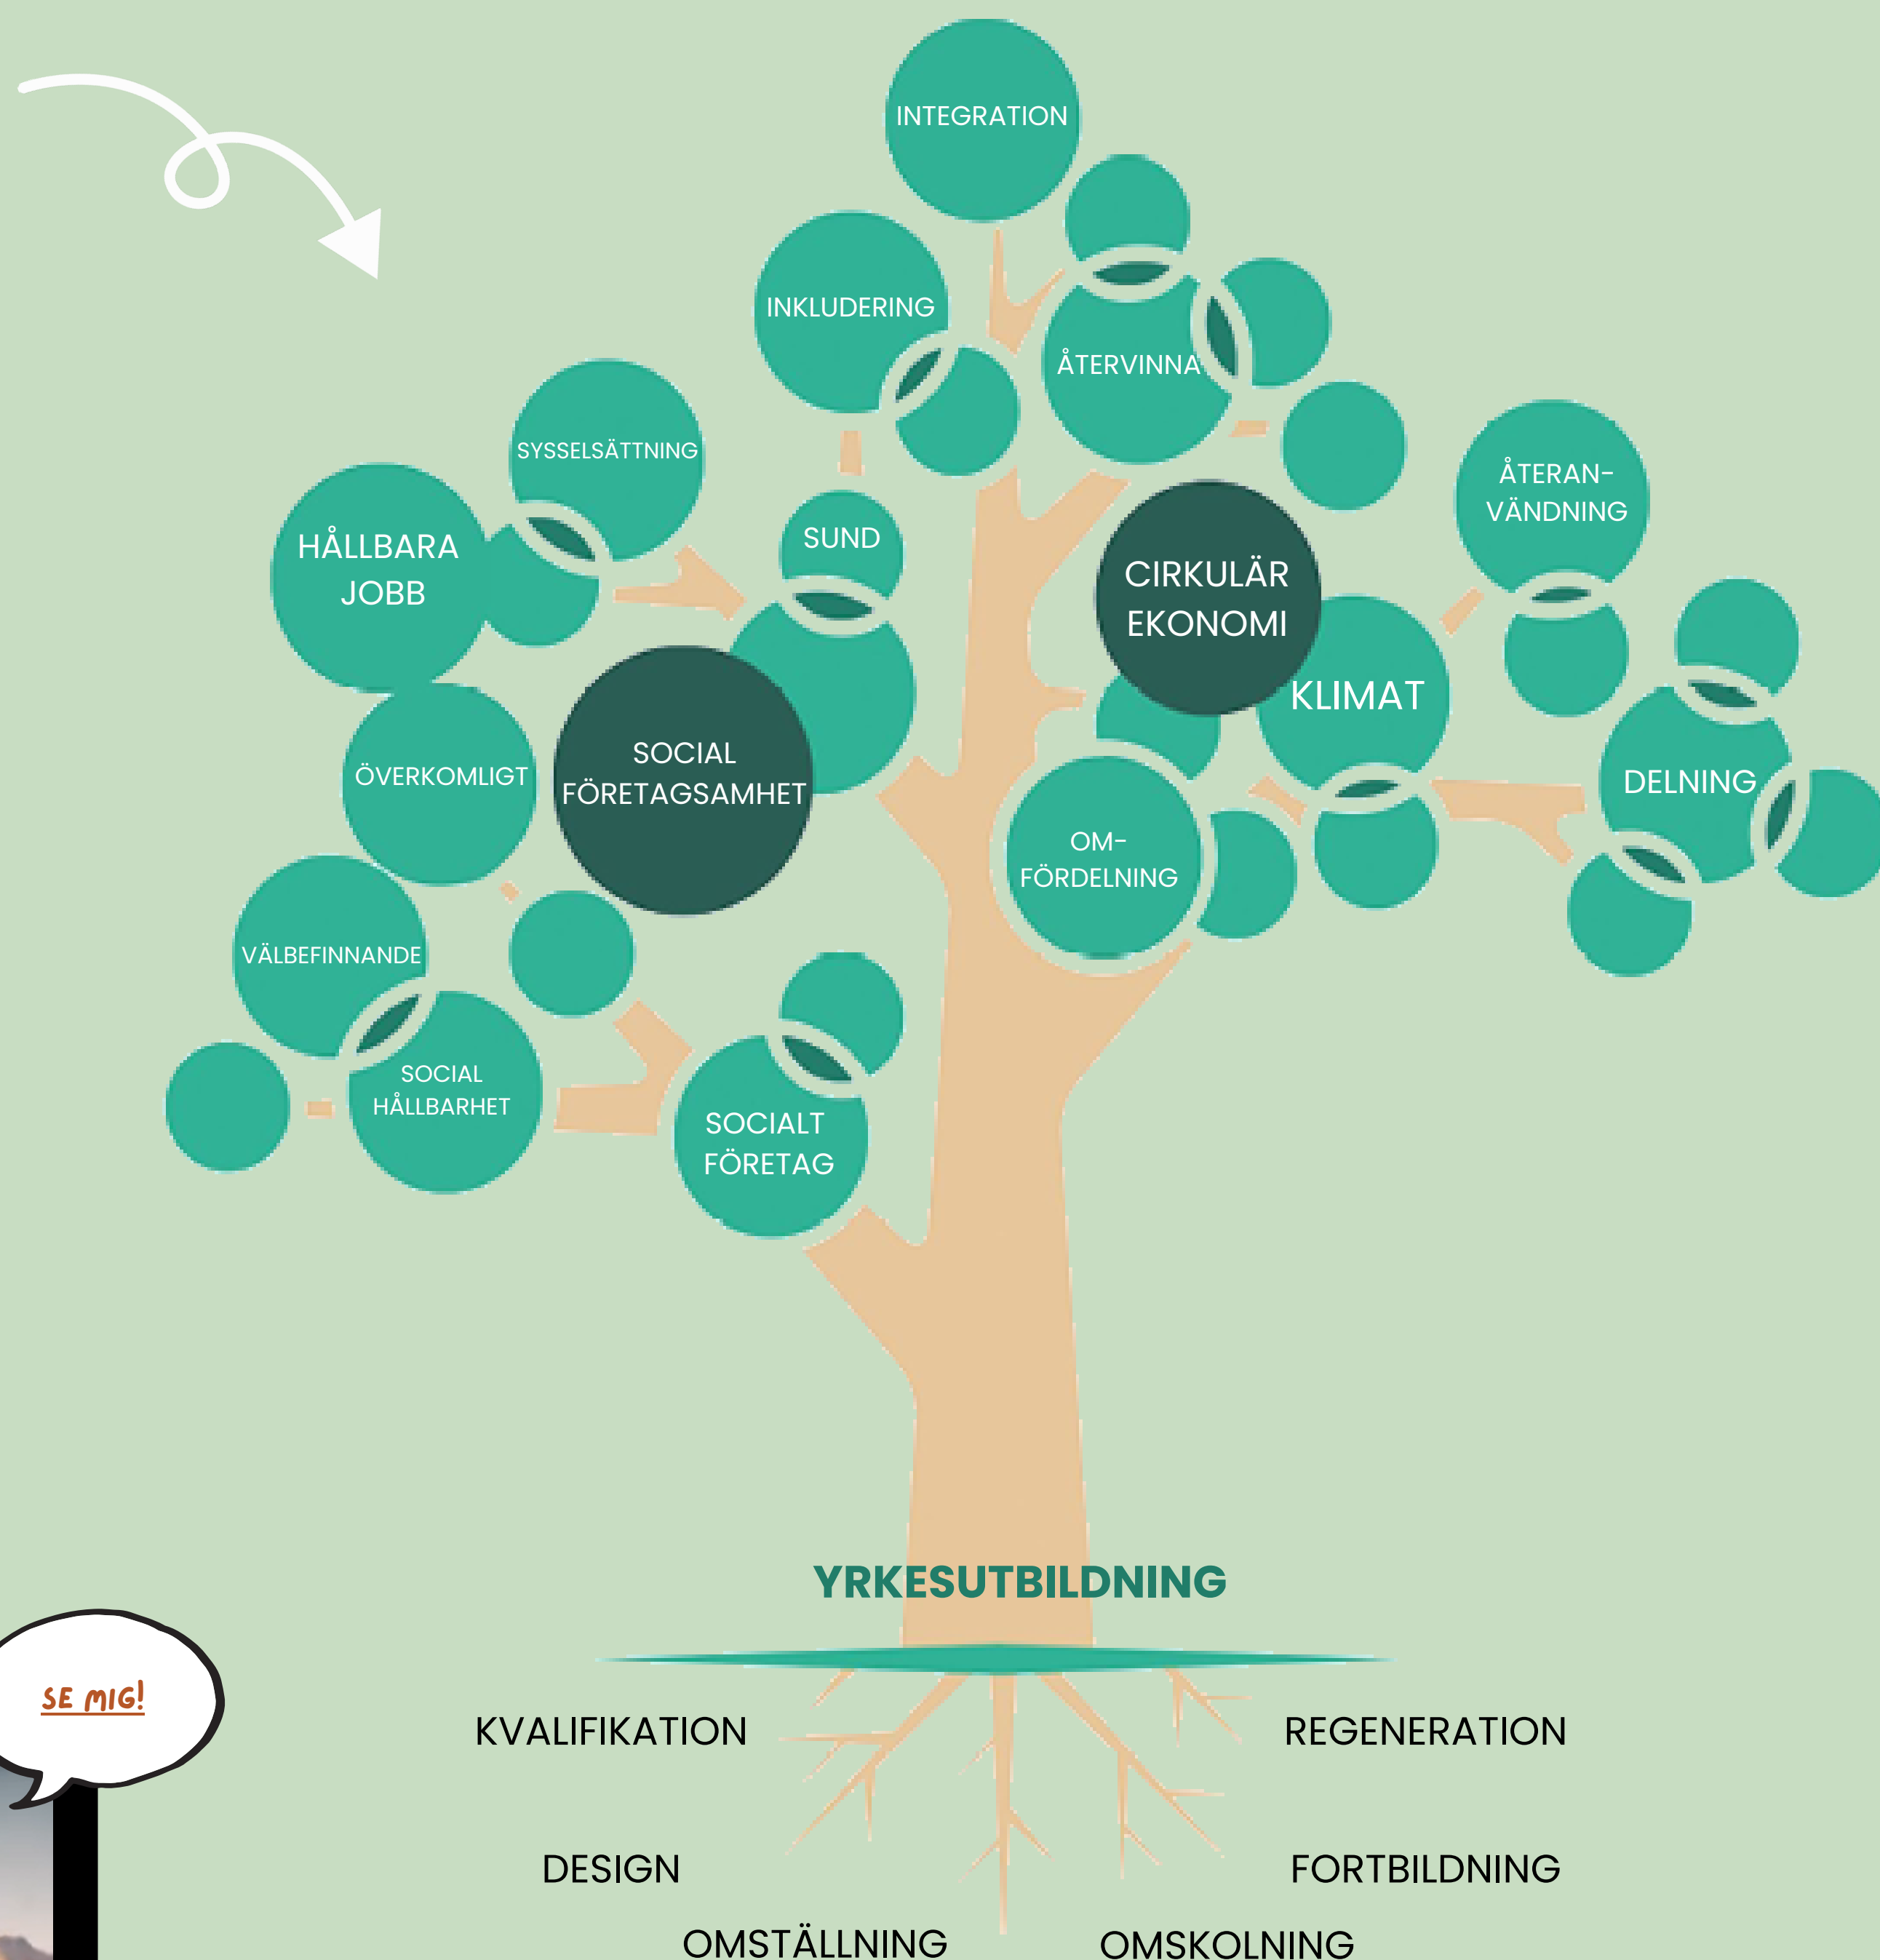 INTEGRATION
INKLUDERING
ÅTERVINNA
SYSSELSÄTTNING
ÅTERAN-
VÄNDNING
HÅLLBARA
JOBB
SUND
CIRKULÄR
EKONOMI
KLIMAT
SOCIAL
FÖRETAGSAMHET
ÖVERKOMLIGT
DELNING
OM-
FÖRDELNING
VÄLBEFINNANDE
SOCIAL
HÅLLBARHET
SOCIALT
FÖRETAG
YRKESUTBILDNING
SE MIG!
KVALIFIKATION
REGENERATION
DESIGN
FORTBILDNING
OMSTÄLLNING
OMSKOLNING